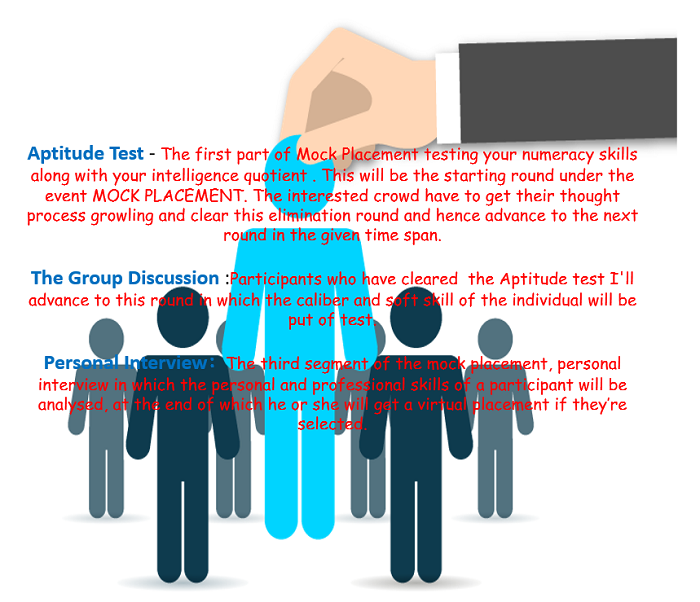 Aptitude Test - The first part of Mock Placement testing your numeracy skills
along with your intelligence quotient . This will be the starting round under the
event MOCK PLACEMENT. The interested crowd have to get their thought
process growling and clear this elimination round and hence advance to the next
round in the given time span.
The Group Discussion :Participants who have cleared the Aptitude test I'll
advance to this round in which the caliber and soft skill of the individual will be
put of test.
Personal Interview: The third segment of the mock placement, personal
interview in which the personal and professional skills of a participant will be
analysed, at the end of which he or she will get a virtual placement if they're
selected.